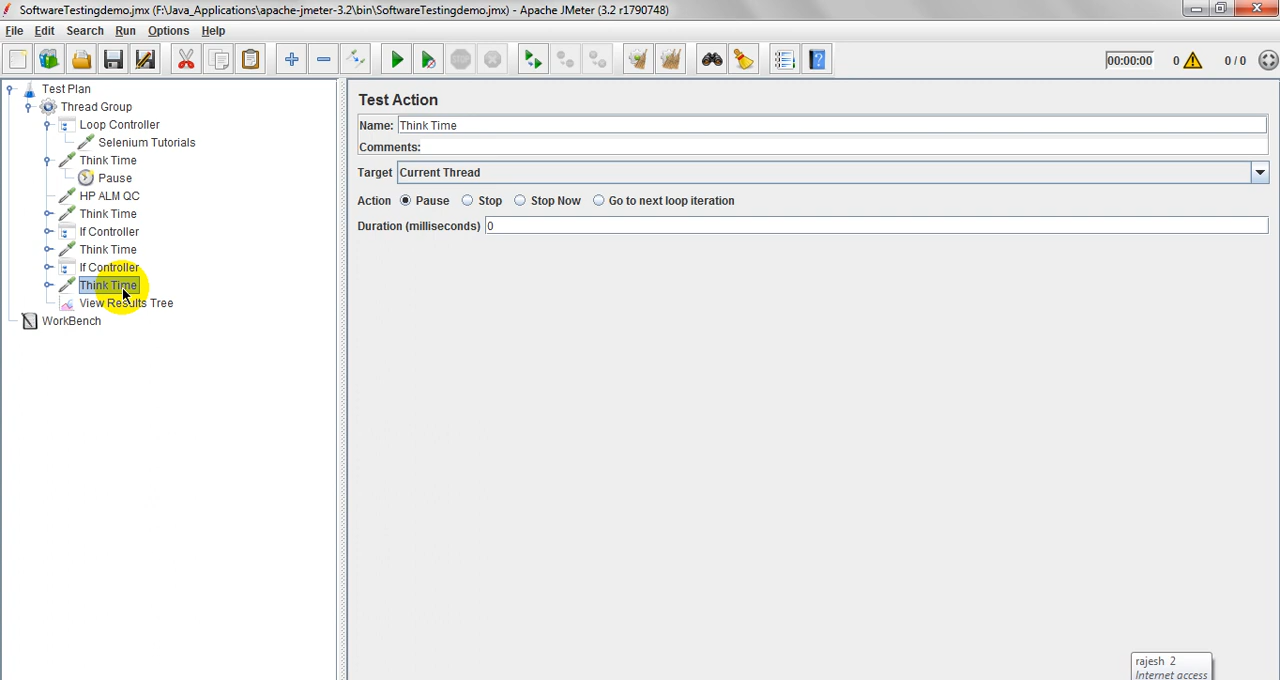 SoftwareTestingdemo.jmx (F:\Java_Applications\apache-jmeter-3.2\bin\SoftwareTestingdemo.jmx) - Apache JMeter (3.2 r1790748)
File Edit Search Run Options Help
00:00:00 0 0 / 0
Test Plan
Thread Group
Loop Controller
Selenium Tutorials
Think Time
Pause
HP ALM QC
Think Time
If Controller
Think Time
If Controller
Think Time
View Results Tree
WorkBench
Test Action
Name: Think Time
Comments:
Target Current Thread
Action Pause Stop Stop Now Go to next loop iteration
Duration (milliseconds) 0
rajesh 2
Internet access